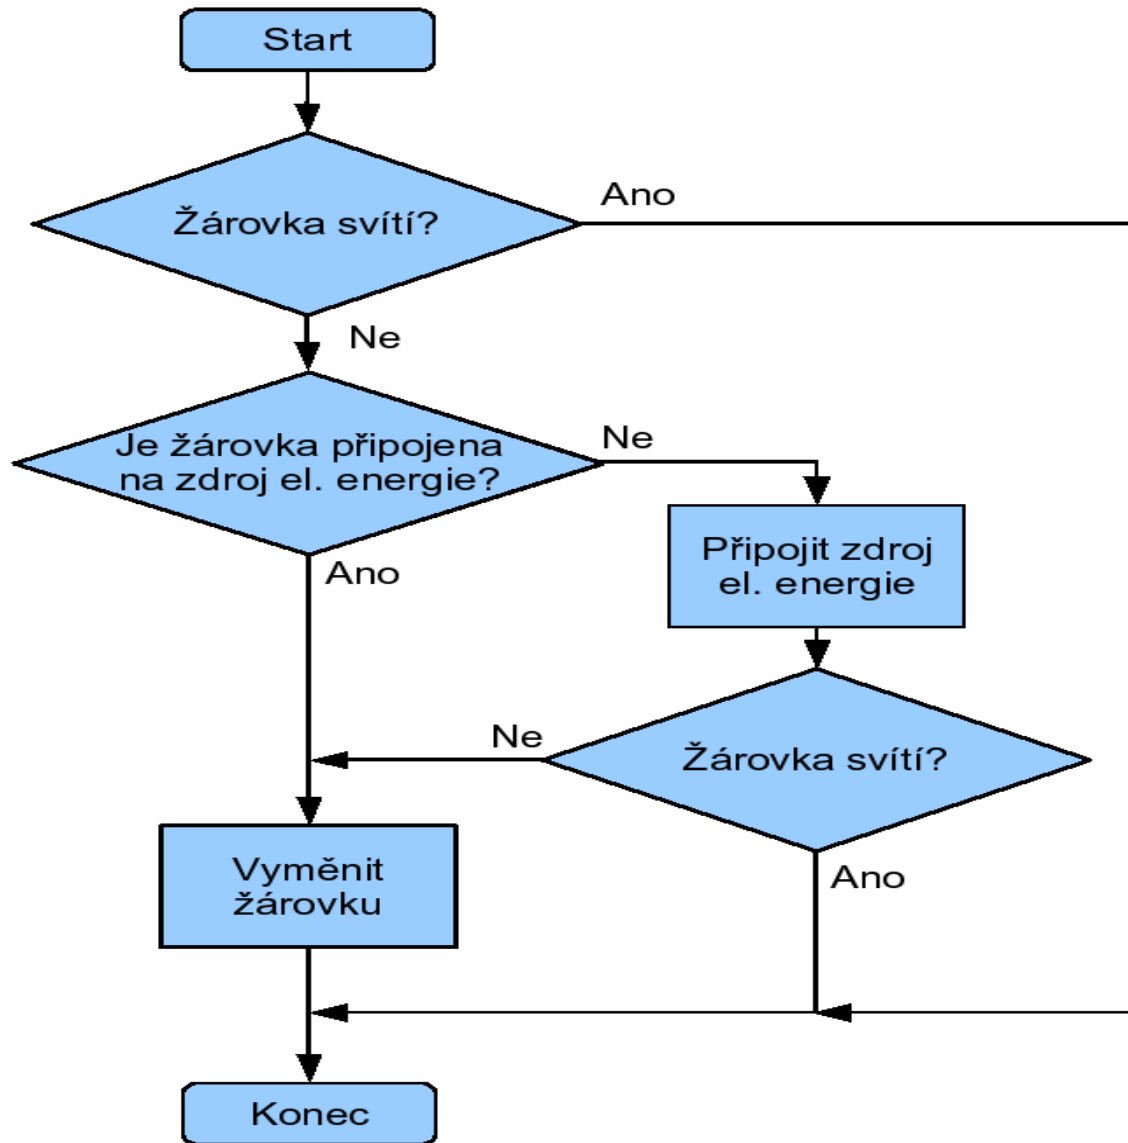 Start
Žárovka svítí?
Ano
Ne
Je žárovka připojena
na zdroj el. energie?
Ne
Ano
Připojit zdroj
el. energie
Žárovka svítí?
Ne
Ano
Vyměnit
žárovku
Konec